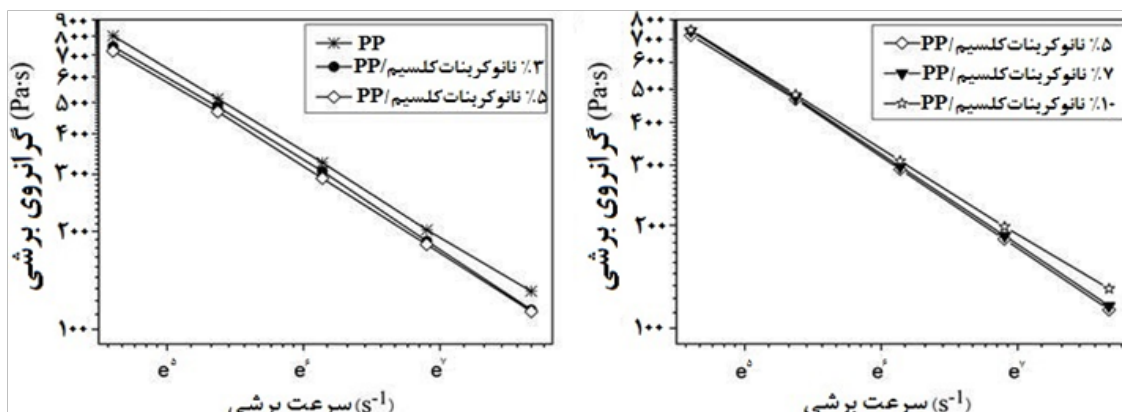 گرانروی برشی (Pa·s)
۹۰۰
۸۰۰
۷۰۰
۶۰۰
۵۰۰
۴۰۰
۳۰۰
۲۰۰
۱۰۰
PP
PP/نانوکربنات‌کلسیم ٪۳
PP/نانوکربنات‌کلسیم ٪۵
e۵
e۶
e۷
سرعت برشی (s-1)
گرانروی برشی (Pa·s)
۸۰۰
۷۰۰
۶۰۰
۵۰۰
۴۰۰
۳۰۰
۲۰۰
۱۰۰
PP/نانوکربنات‌کلسیم ٪۵
PP/نانوکربنات‌کلسیم ٪۷
PP/نانوکربنات‌کلسیم ٪۱۰
e۵
e۶
e۷
سرعت برشی (s-1)